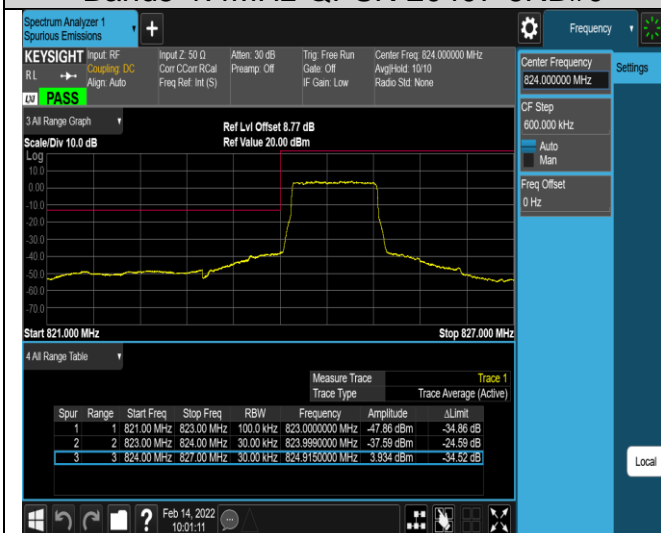 Spectrum Analyzer 1
Spurious Emissions
+
Frequency
KEYSIGHT
Input: RF
Coupling: DC
Align: Auto
Input Z: 50 Ω
Corr CCorr RCal
Freq Ref: Int (S)
Atten: 30 dB
Preamp: Off
Trig: Free Run
Gate: Off
IF Gain: Low
Center Freq: 824.000000 MHz
Avg|Hold: 10/10
Radio Std: None
RL
LXI PASS
3 All Range Graph
Scale/Div 10.0 dB
Ref Lvl Offset 8.77 dB
Ref Value 20.00 dBm
Log
10.0
0.00
-10.0
-20.0
-30.0
-40.0
-50.0
-60.0
-70.0
Start 821.000 MHz
Stop 827.000 MHz
4 All Range Table
Measure Trace Trace 1
Trace Type Trace Average (Active)
Spur Range Start Freq Stop Freq RBW Frequency Amplitude ΔLimit
1 1 821.00 MHz 823.00 MHz 100.0 kHz 823.0000000 MHz -47.86 dBm -34.86 dB
2 2 823.00 MHz 824.00 MHz 30.00 kHz 823.9990000 MHz -37.59 dBm -24.59 dB
3 3 824.00 MHz 827.00 MHz 30.00 kHz 824.9150000 MHz 3.934 dBm -34.52 dB
Center Frequency
824.000000 MHz
Settings
CF Step
600.000 kHz
Auto
Man
Freq Offset
0 Hz
Local
?
Feb 14, 2022
10:01:11